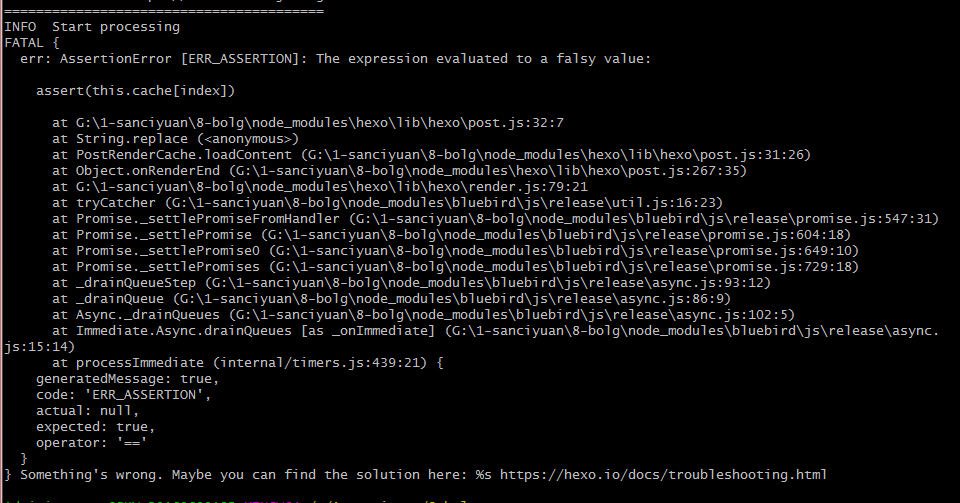 ========================================
INFO  Start processing
FATAL {
  err: AssertionError [ERR_ASSERTION]: The expression evaluated to a falsy value:

    assert(this.cache[index])

      at G:\1-sanciyuan\8-bolg\node_modules\hexo\lib\hexo\post.js:32:7
      at String.replace (<anonymous>)
      at PostRenderCache.loadContent (G:\1-sanciyuan\8-bolg\node_modules\hexo\lib\hexo\post.js:31:26)
      at Object.onRenderEnd (G:\1-sanciyuan\8-bolg\node_modules\hexo\lib\hexo\post.js:267:35)
      at G:\1-sanciyuan\8-bolg\node_modules\hexo\lib\hexo\render.js:79:21
      at tryCatcher (G:\1-sanciyuan\8-bolg\node_modules\bluebird\js\release\util.js:16:23)
      at Promise._settlePromiseFromHandler (G:\1-sanciyuan\8-bolg\node_modules\bluebird\js\release\promise.js:547:31)
      at Promise._settlePromise (G:\1-sanciyuan\8-bolg\node_modules\bluebird\js\release\promise.js:604:18)
      at Promise._settlePromise0 (G:\1-sanciyuan\8-bolg\node_modules\bluebird\js\release\promise.js:649:10)
      at Promise._settlePromises (G:\1-sanciyuan\8-bolg\node_modules\bluebird\js\release\promise.js:729:18)
      at _drainQueueStep (G:\1-sanciyuan\8-bolg\node_modules\bluebird\js\release\async.js:93:12)
      at _drainQueue (G:\1-sanciyuan\8-bolg\node_modules\bluebird\js\release\async.js:86:9)
      at Async._drainQueues (G:\1-sanciyuan\8-bolg\node_modules\bluebird\js\release\async.js:102:5)
      at Immediate.Async.drainQueues [as _onImmediate] (G:\1-sanciyuan\8-bolg\node_modules\bluebird\js\release\async.
js:15:14)
      at processImmediate (internal/timers.js:439:21) {
    generatedMessage: true,
    code: 'ERR_ASSERTION',
    actual: null,
    expected: true,
    operator: '=='
  }
} Something's wrong. Maybe you can find the solution here: %s https://hexo.io/docs/troubleshooting.html